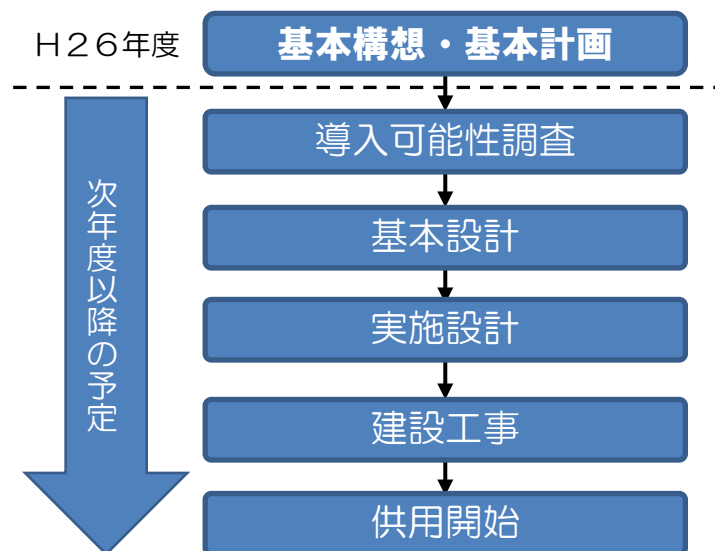 H26年度
基本構想・基本計画
導入可能性調査
次年度以降の予定
基本設計
実施設計
建設工事
供用開始